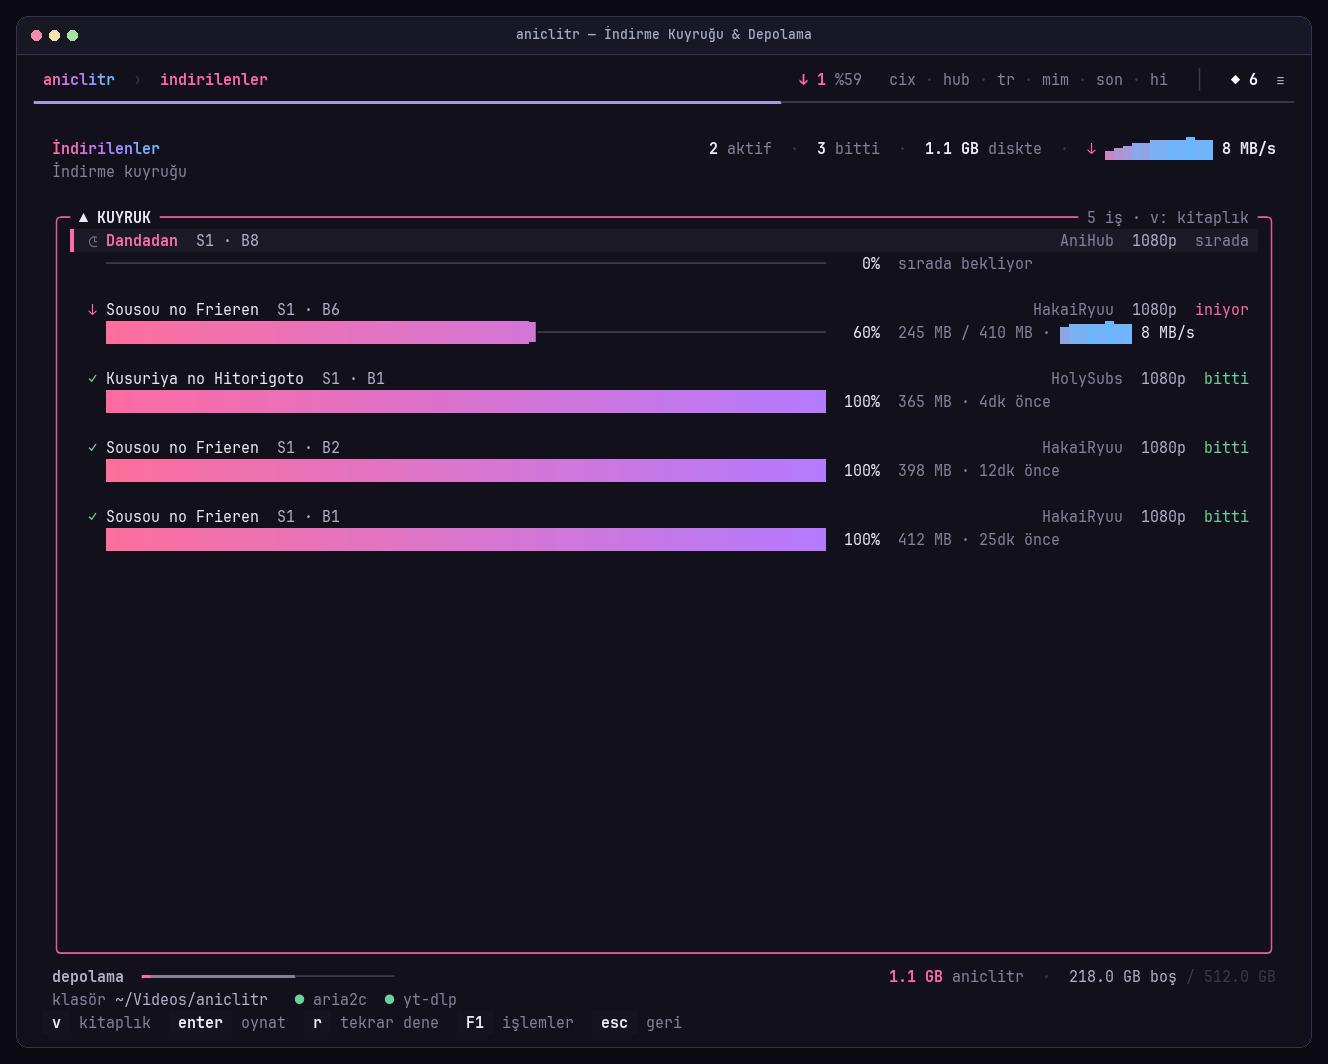 aniclitr — İndirme Kuyruğu & Depolama
aniclitr › indirilenler ↓ 1 %59 cix · hub · tr · mim · son · hi │ ◆ 6 ≡
İndirilenler 2 aktif · 3 bitti · 1.1 GB diskte · ↓ 8 MB/s
İndirme kuyruğu
▲ KUYRUK 5 iş · v: kitaplık
◷ Dandadan S1 · B8 AniHub 1080p sırada
0% sırada bekliyor
↓ Sousou no Frieren S1 · B6 HakaiRyuu 1080p iniyor
60% 245 MB / 410 MB · 8 MB/s
✓ Kusuriya no Hitorigoto S1 · B1 HolySubs 1080p bitti
100% 365 MB · 4dk önce
✓ Sousou no Frieren S1 · B2 HakaiRyuu 1080p bitti
100% 398 MB · 12dk önce
✓ Sousou no Frieren S1 · B1 HakaiRyuu 1080p bitti
100% 412 MB · 25dk önce
depolama 1.1 GB aniclitr · 218.0 GB boş / 512.0 GB
klasör ~/Videos/aniclitr ● aria2c ● yt-dlp
v kitaplık enter oynat r tekrar dene F1 işlemler esc geri